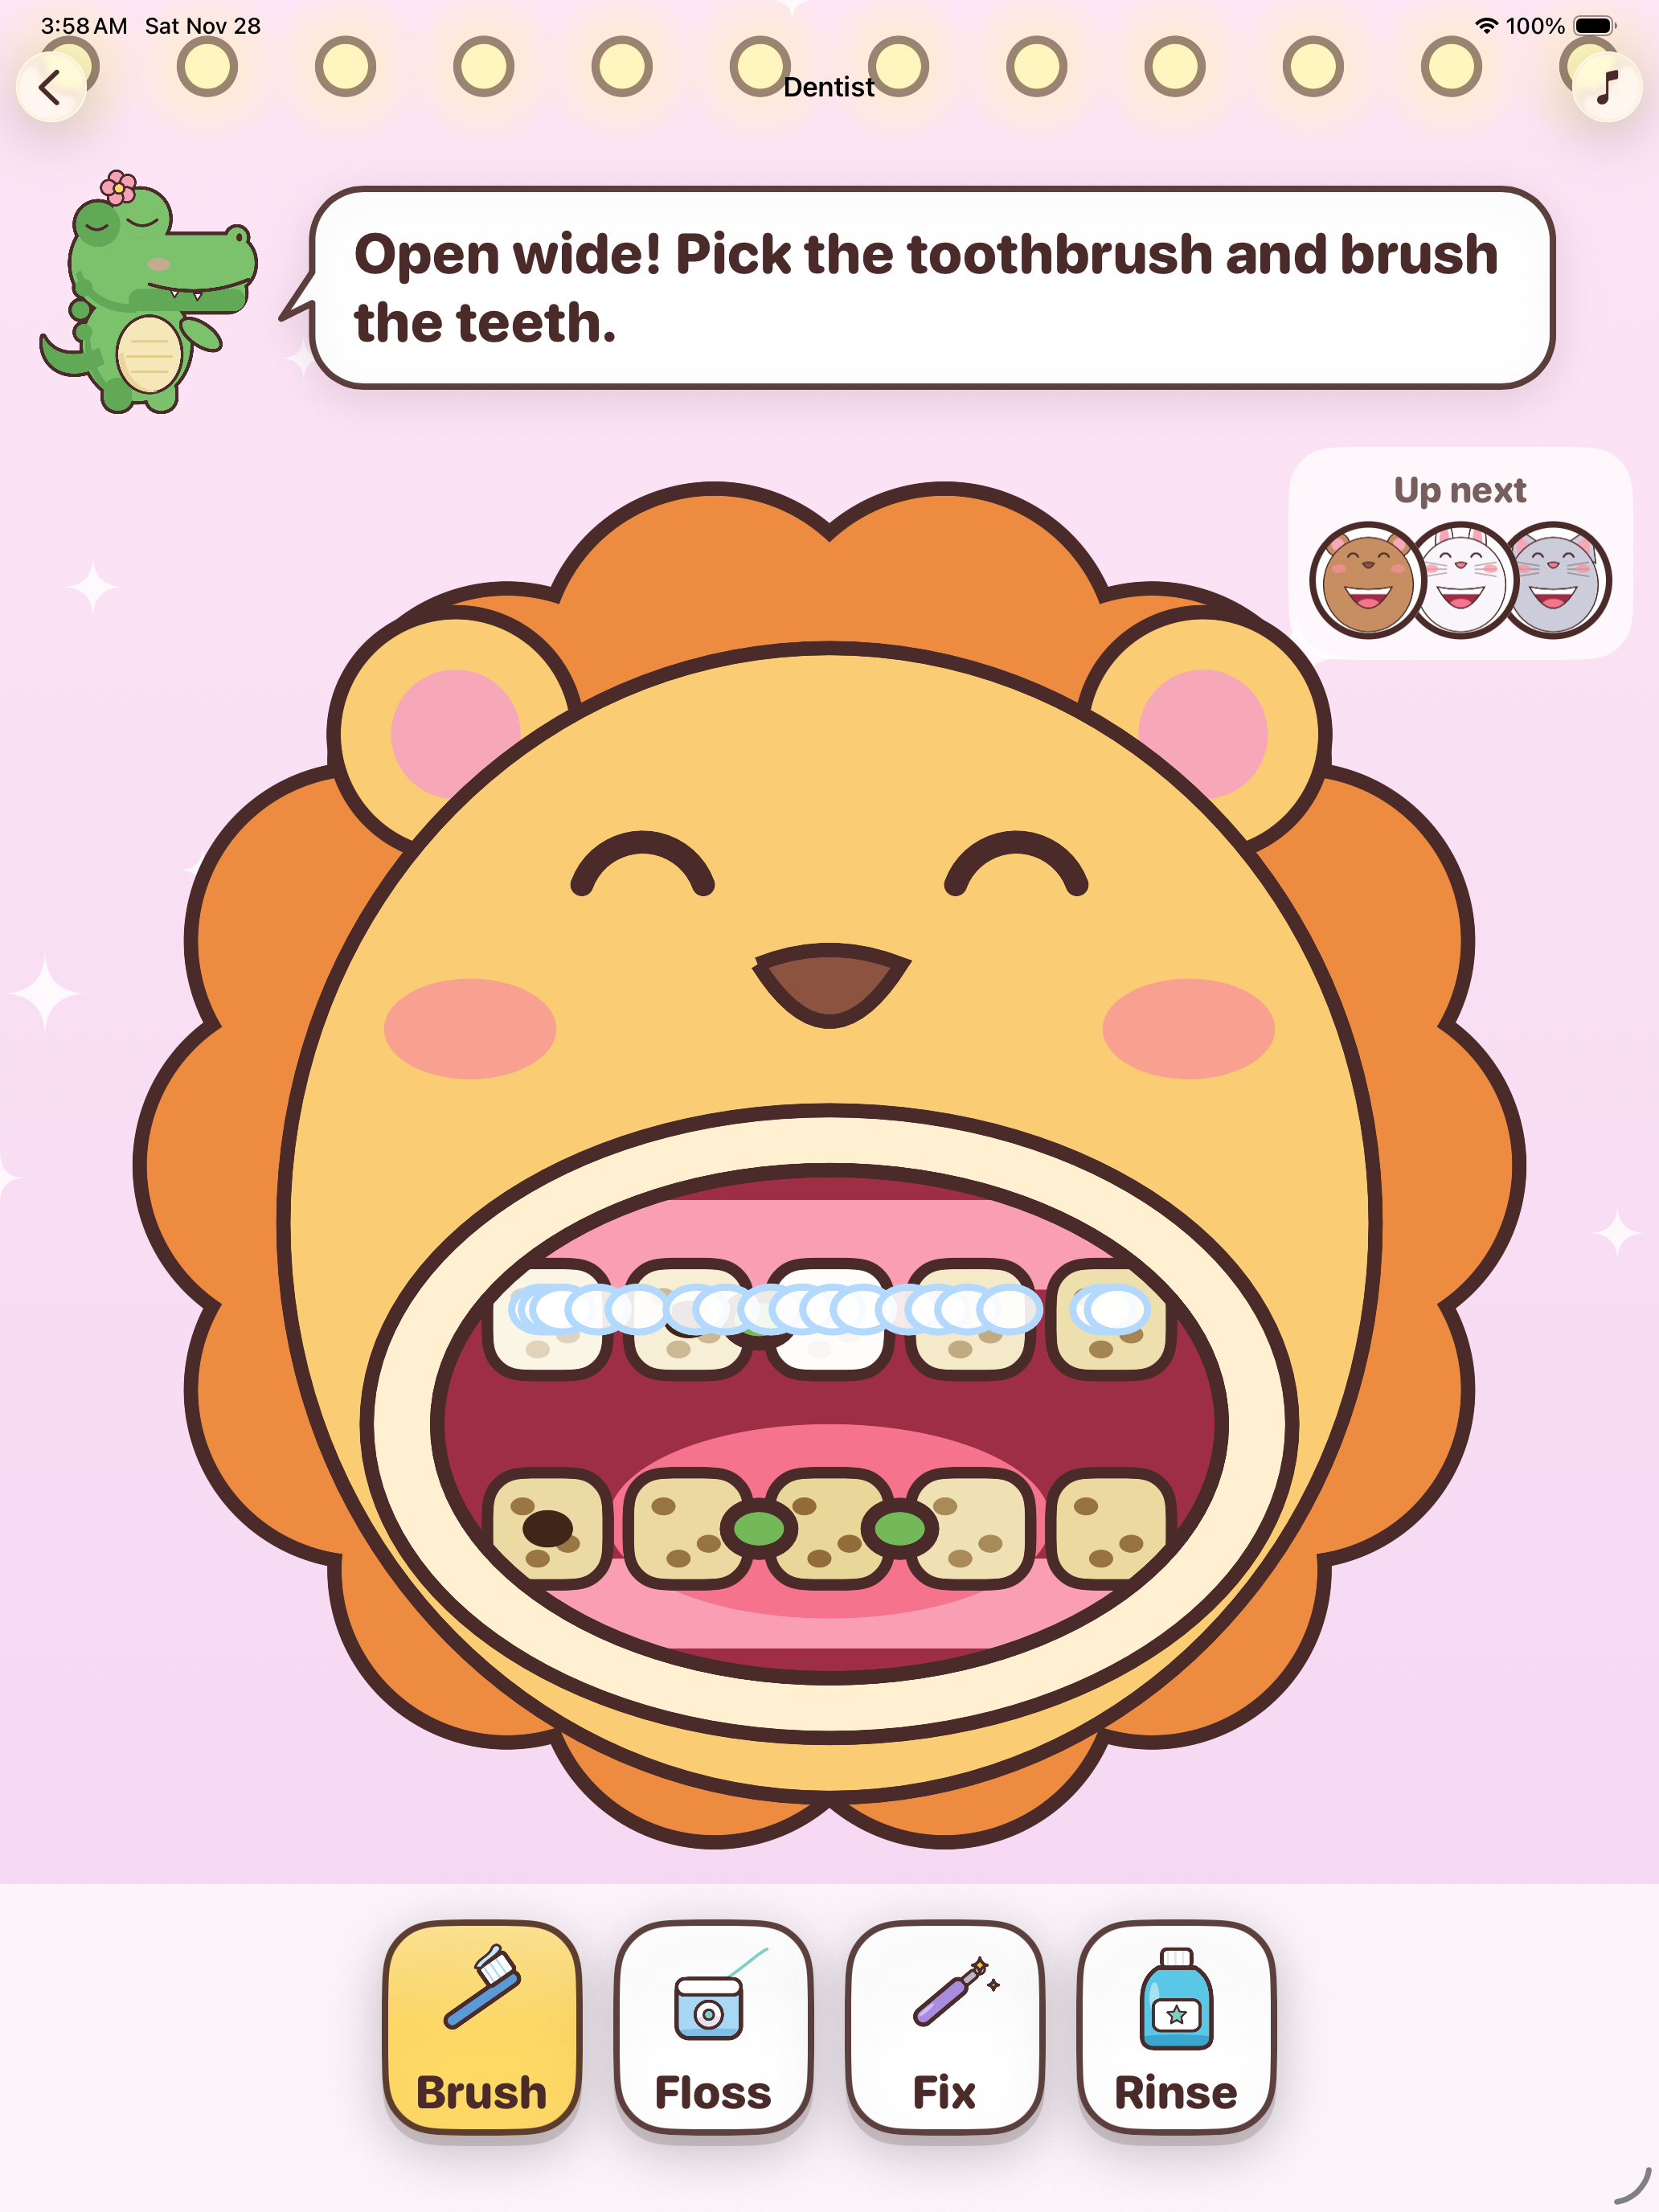 3:58 AM Sat Nov 28
100%
Dentist
Open wide! Pick the toothbrush and brush
the teeth.
Up next
Brush
Floss
Fix
Rinse